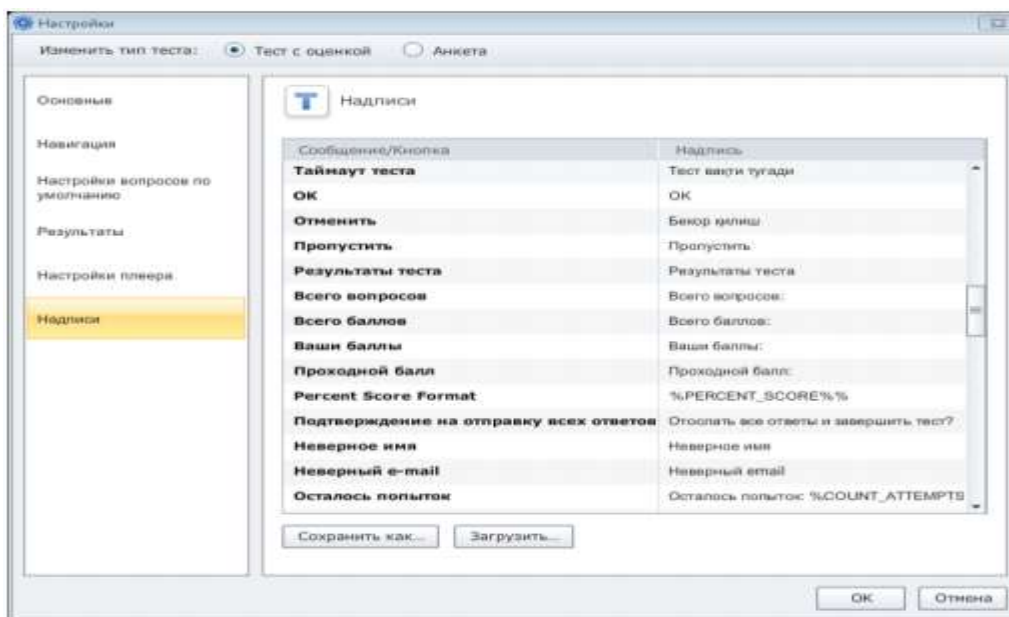 Настройки
Изменить тип теста: Тест с оценкой Анкета
Основные
Навигация
Настройки вопросов по
умолчанию
Результаты
Настройки плеера
Надписи
Надписи
Сообщение/Кнопка Надпись
Таймаут теста Тест вақти тугади
ОК ОК
Отменить Бекор қилиш
Пропустить Пропустить
Результаты теста Результаты теста
Всего вопросов Всего вопросов:
Всего баллов Всего баллов:
Ваши баллы Ваши баллы:
Проходной балл Проходной балл:
Percent Score Format %PERCENT_SCORE%%
Подтверждение на отправку всех ответов Отослать все ответы и завершить тест?
Неверное имя Неверное имя
Неверный e-mail Неверный email
Осталось попыток Осталось попыток: %COUNT_ATTEMPTS
Сохранить как... Загрузить...
ОК Отмена